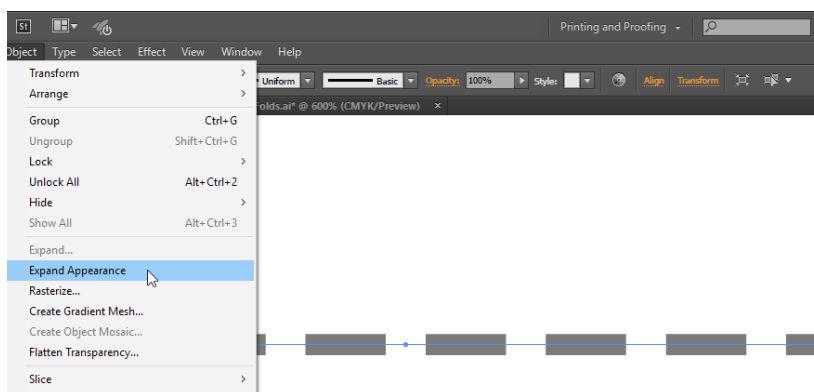 St
Printing and Proofing
Object Type Select Effect View Window Help
Uniform Basic Opacity: 100% Style: Align Transform
olds.ai* @ 600% (CMYK/Preview) ×
Transform
Arrange
Group Ctrl+G
Ungroup Shift+Ctrl+G
Lock
Unlock All Alt+Ctrl+2
Hide
Show All Alt+Ctrl+3
Expand...
Expand Appearance
Rasterize...
Create Gradient Mesh...
Create Object Mosaic...
Flatten Transparency...
Slice